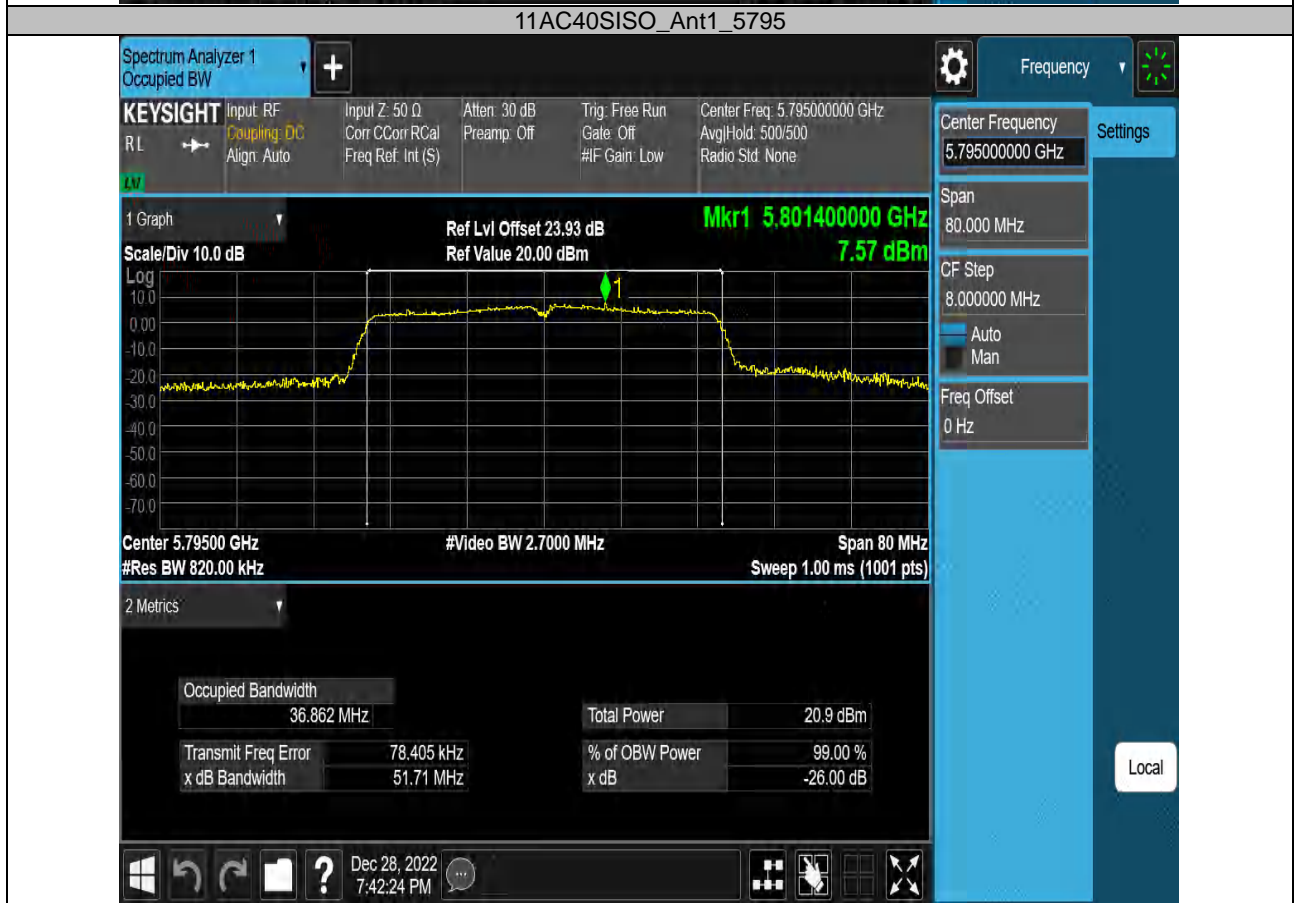 11AC40SISO_Ant1_5795
Spectrum Analyzer 1
Occupied BW
+
Frequency
KEYSIGHT
RL
Input: RF
Coupling: DC
Align: Auto
Input Z: 50 Ω
Corr CCorr RCal
Freq Ref: Int (S)
Atten: 30 dB
Preamp: Off
Trig: Free Run
Gate: Off
#IF Gain: Low
Center Freq: 5.795000000 GHz
Avg|Hold: 500/500
Radio Std: None
Center Frequency
5.795000000 GHz
Settings
Span
80.000 MHz
CF Step
8.000000 MHz
Auto
Man
Freq Offset
0 Hz
1 Graph
Scale/Div 10.0 dB
Ref Lvl Offset 23.93 dB
Ref Value 20.00 dBm
Mkr1 5.801400000 GHz
7.57 dBm
Log
10.0
0.00
-10.0
-20.0
-30.0
-40.0
-50.0
-60.0
-70.0
1
Center 5.79500 GHz
#Res BW 820.00 kHz
#Video BW 2.7000 MHz
Span 80 MHz
Sweep 1.00 ms (1001 pts)
2 Metrics
Occupied Bandwidth
36.862 MHz
Total Power 20.9 dBm
Transmit Freq Error 78.405 kHz
% of OBW Power 99.00 %
x dB Bandwidth 51.71 MHz
x dB -26.00 dB
Local
?
Dec 28, 2022
7:42:24 PM